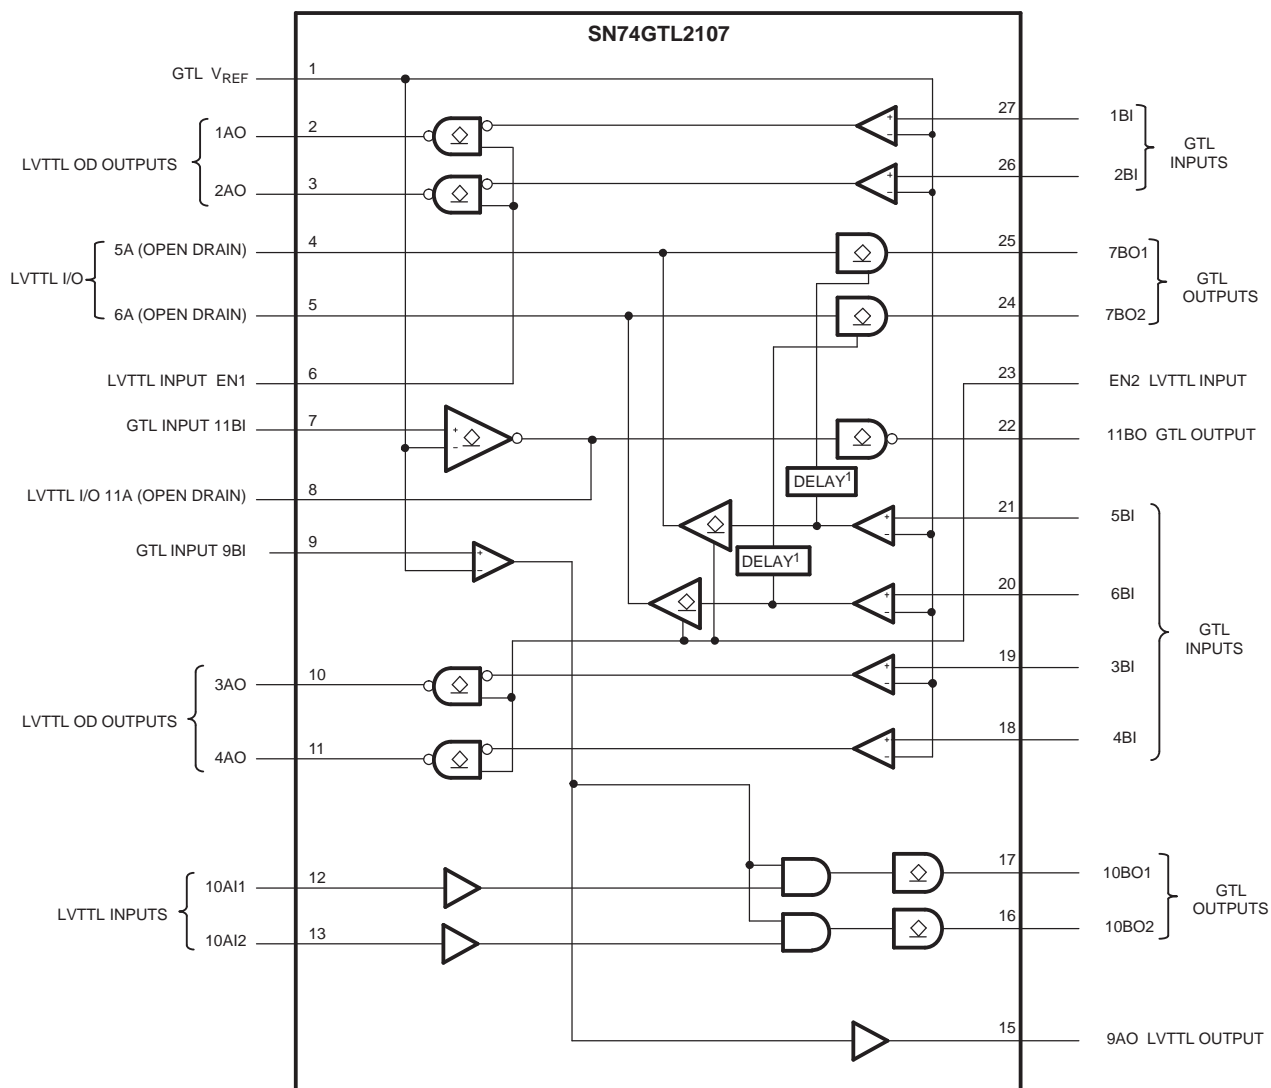 SN74GTL2107
GTL VREF
1
27
1BI
1AO
2
LVTTL OD OUTPUTS
GTL
INPUTS
26
2BI
2AO
3
5A (OPEN DRAIN)
4
25
7BO1
LVTTL I/O
GTL
OUTPUTS
6A (OPEN DRAIN)
5
24
7BO2
LVTTL INPUT EN1
6
23
EN2 LVTTL INPUT
GTL INPUT 11BI
7
22
11BO GTL OUTPUT
LVTTL I/O 11A (OPEN DRAIN)
8
DELAY1
21
5BI
GTL INPUT 9BI
9
DELAY1
20
6BI
GTL
INPUTS
19
3BI
3AO
10
LVTTL OD OUTPUTS
18
4BI
4AO
11
17
10BO1
10AI1
12
LVTTL INPUTS
GTL
OUTPUTS
16
10BO2
10AI2
13
15
9AO LVTTL OUTPUT
+
−
+
−
+
−
+
−
+
−
+
−
+
−
+
−